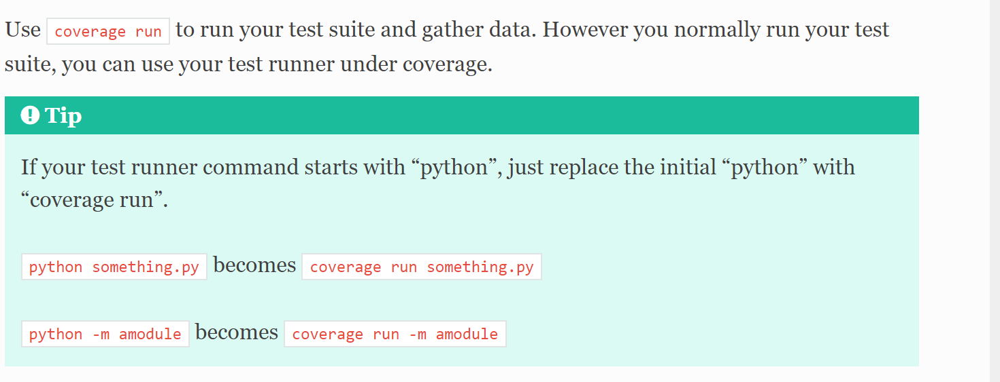 Use coverage run to run your test suite and gather data. However you normally run your test
suite, you can use your test runner under coverage.
Tip
If your test runner command starts with “python”, just replace the initial “python” with
“coverage run”.
python something.py becomes coverage run something.py
python -m amodule becomes coverage run -m amodule